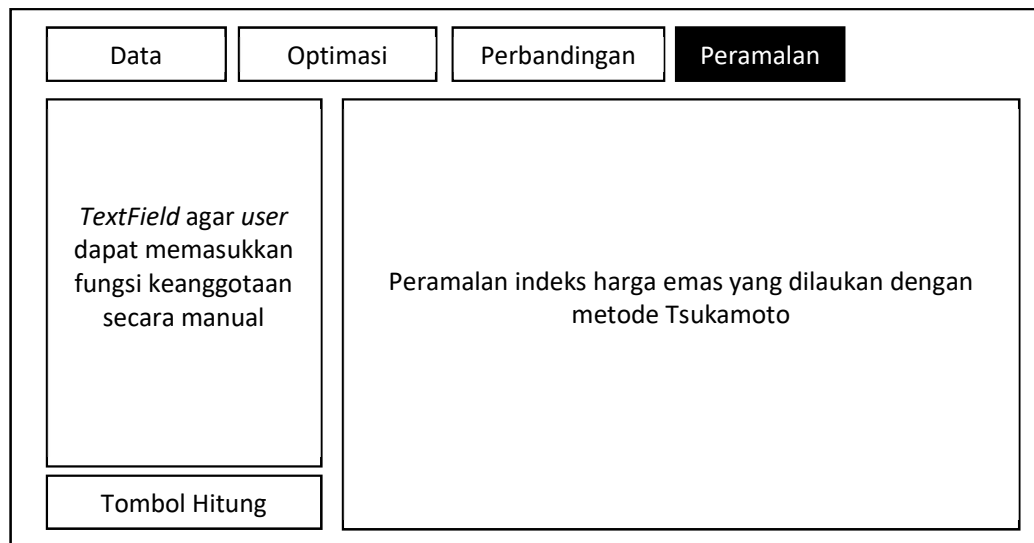 Data
Optimasi
Perbandingan
Peramalan
TextField agar user
dapat memasukkan
fungsi keanggotaan
secara manual
Peramalan indeks harga emas yang dilaukan dengan
metode Tsukamoto
Tombol Hitung